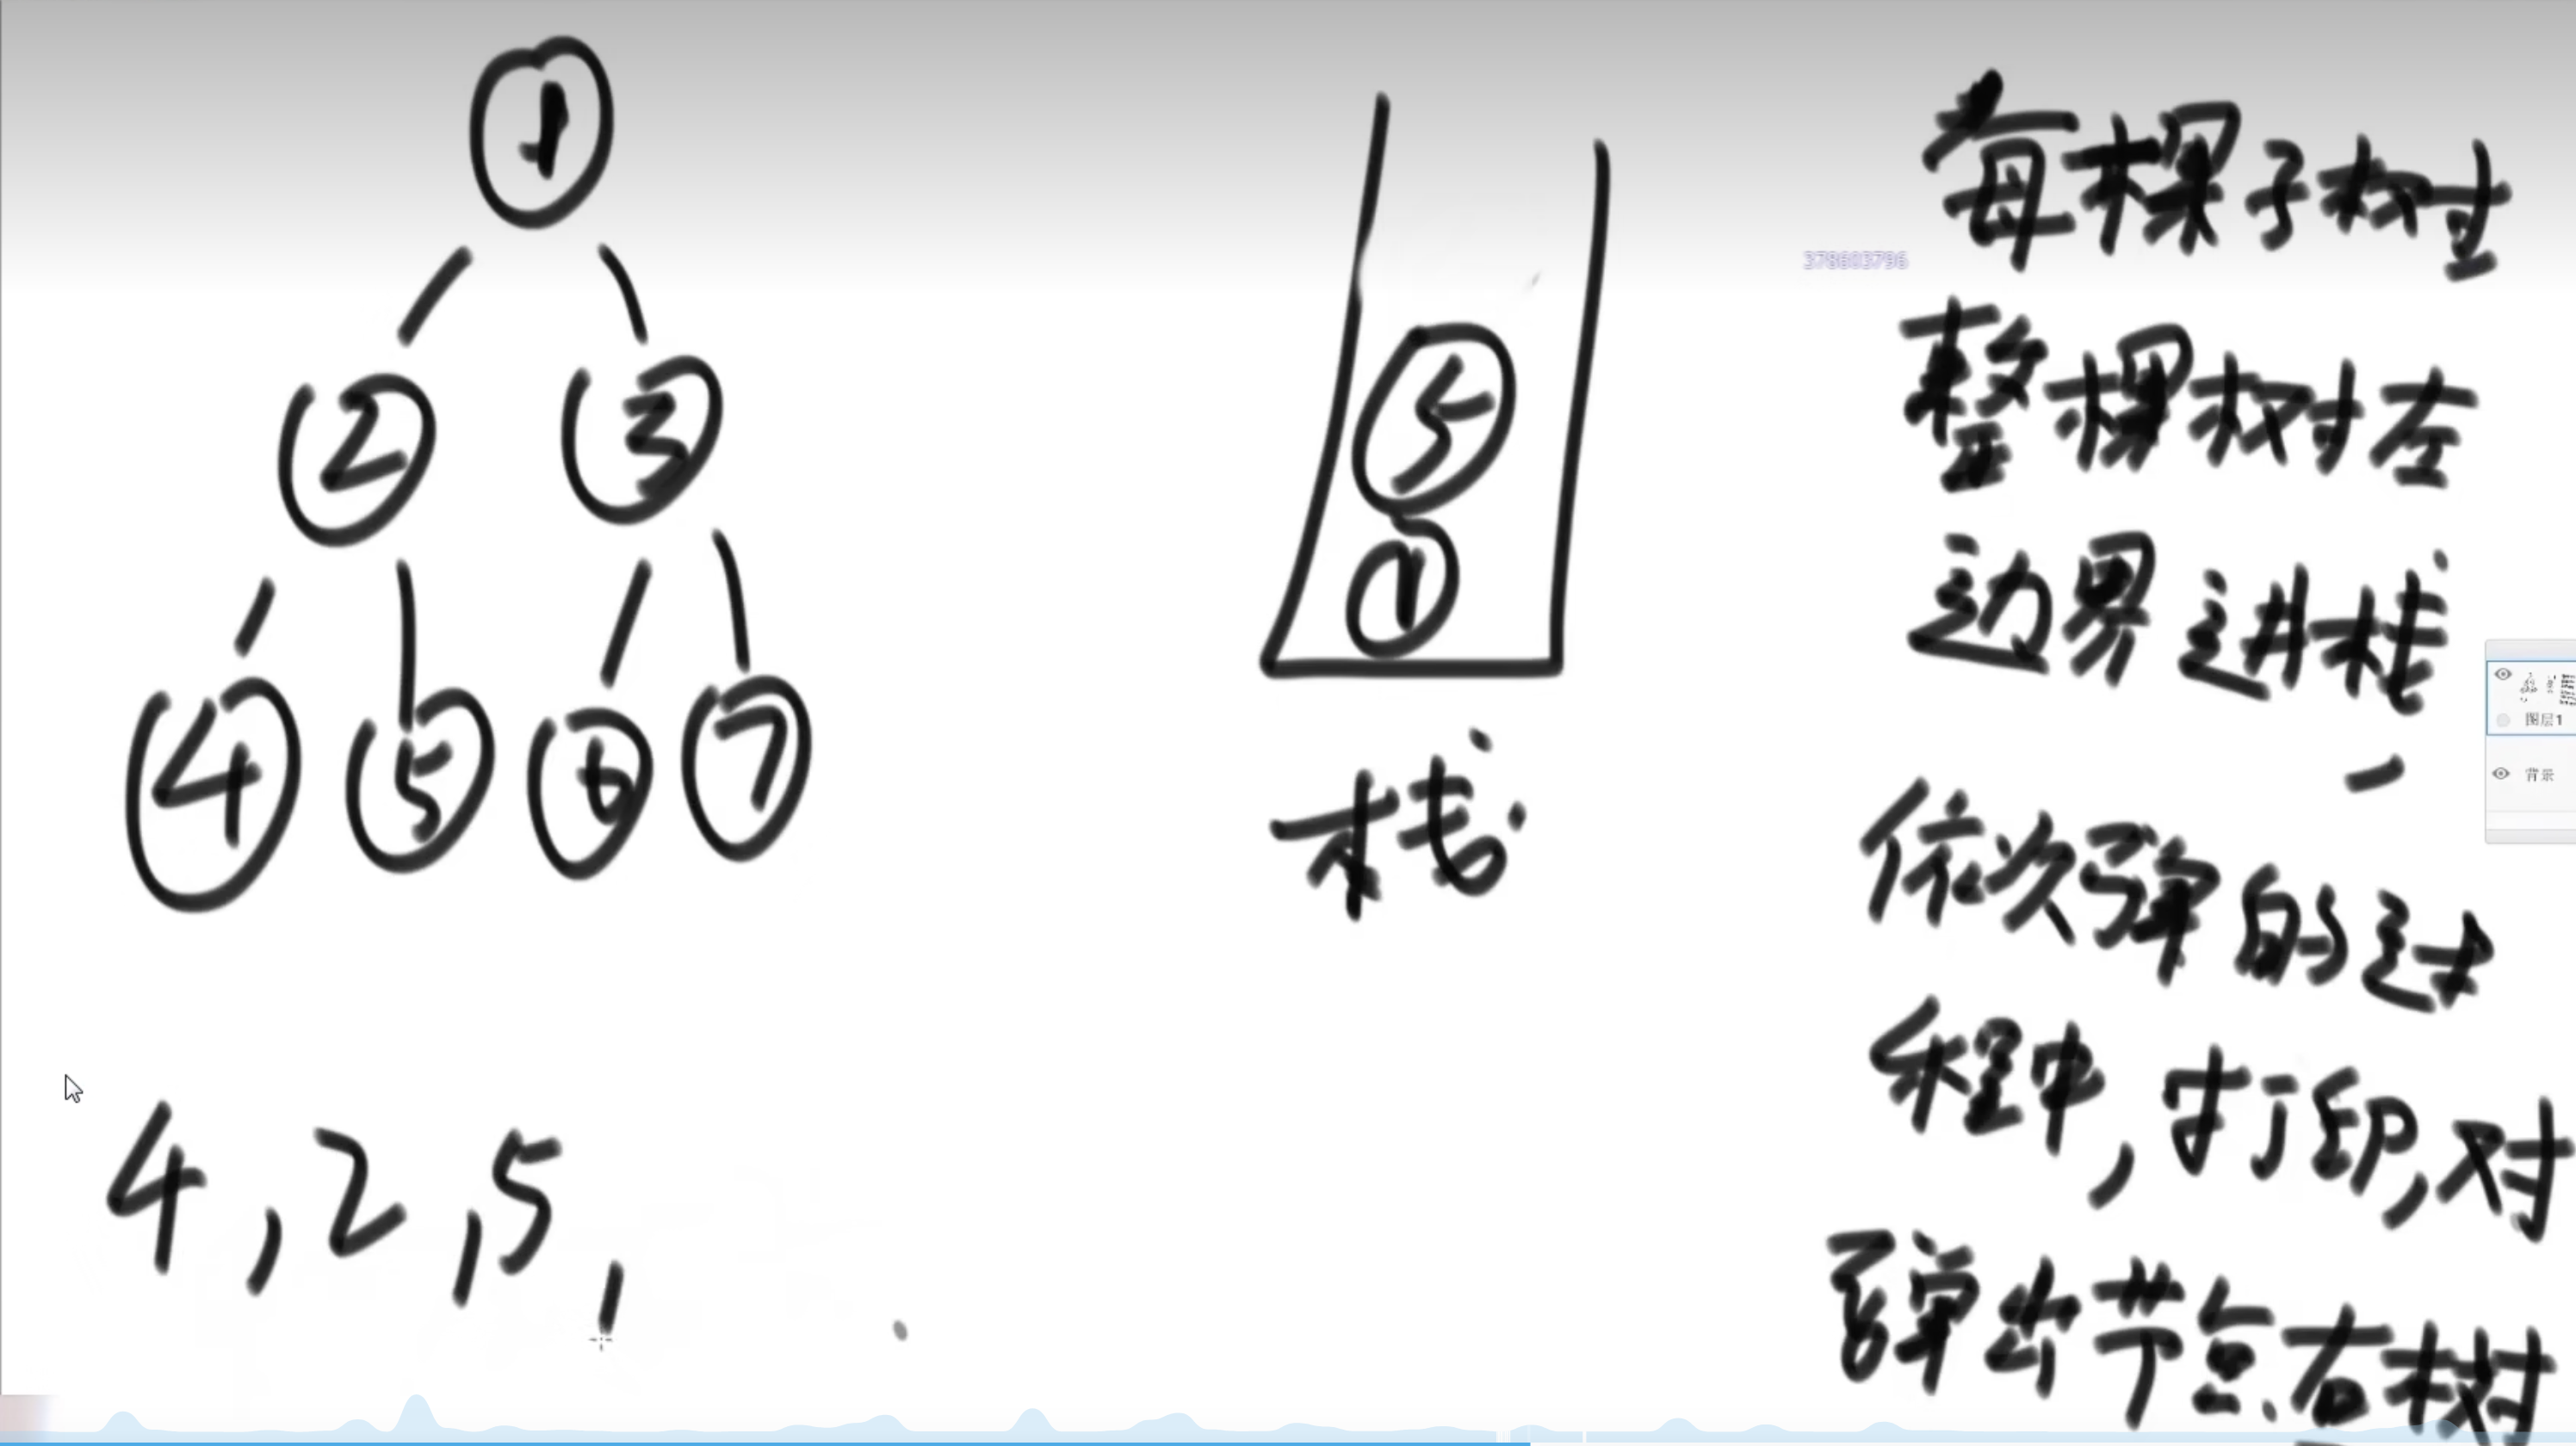 1
2 3
4 5 6 7
5
1
栈
4,2,5,
每棵子树
整棵树左
边界进栈,
依次弹的过
程中,打印,对
弹出节点右树
378603796
图层1
背景